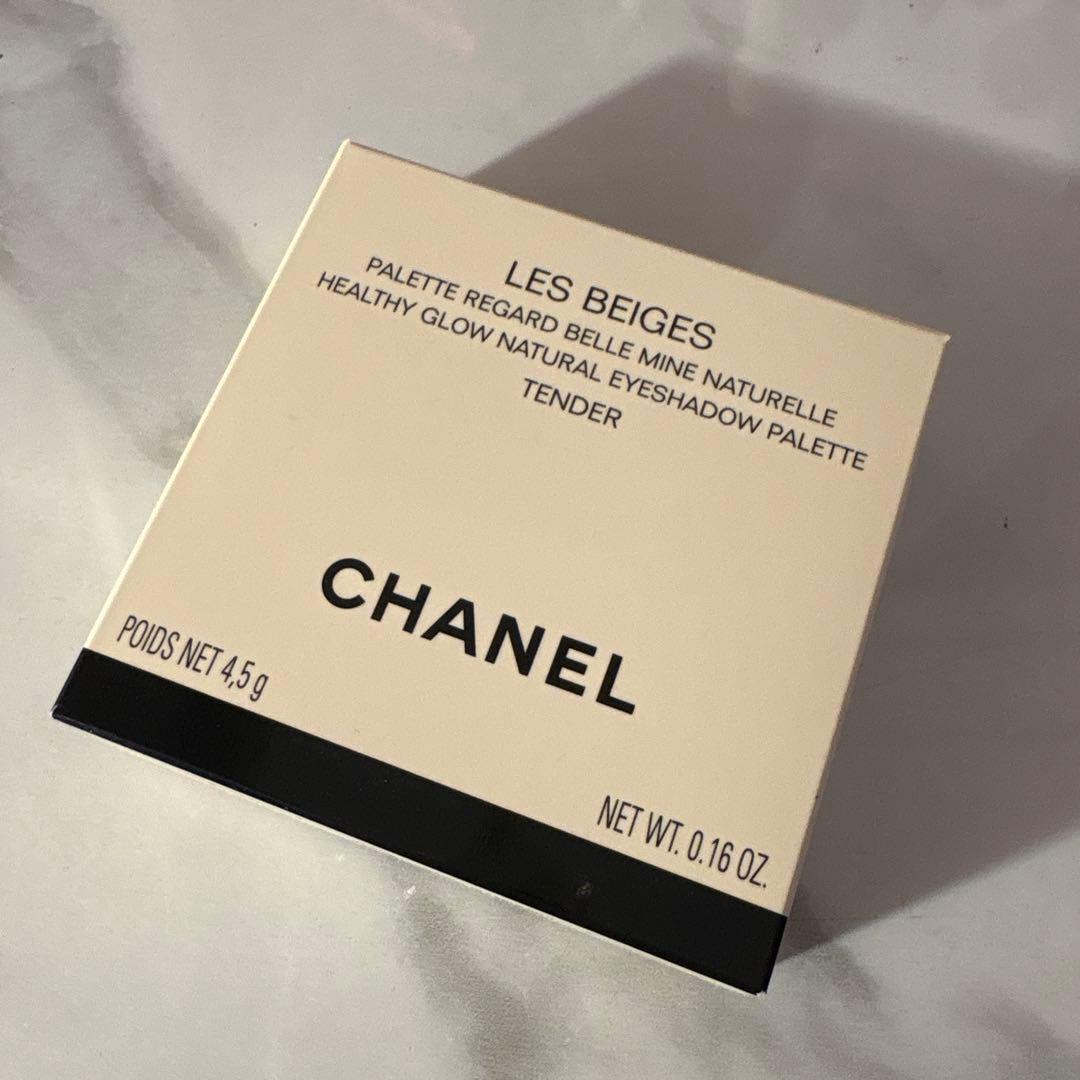 LES BEIGES
PALETTE REGARD BELLE MINE NATURELLE
HEALTHY GLOW NATURAL EYESHADOW PALETTE
TENDER
CHANEL
POIDS NET 4,5 g
NET WT. 0.16 OZ.